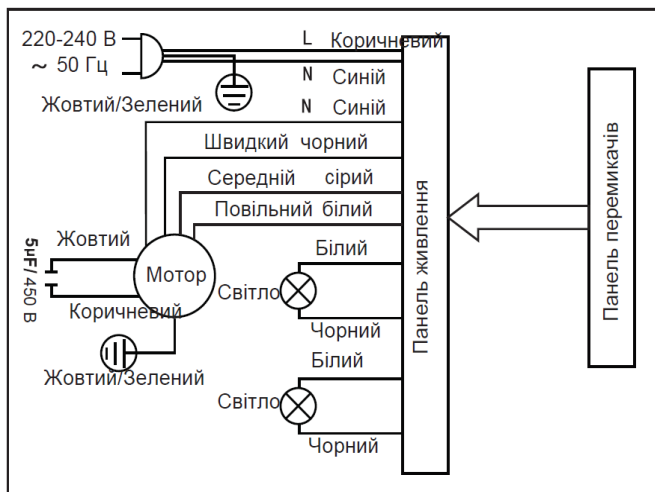 220-240 В
~ 50 Гц
L Коричневий
N Синій
Жовтий/Зелений
N Синій
Швидкий чорний
Середній сірий
Повільний білий
Жовтий
5μF/ 450 В
Мотор
Коричневий
Жовтий/Зелений
Білий
Світло
Чорний
Білий
Світло
Чорний
Панель живлення
Панель перемикачів